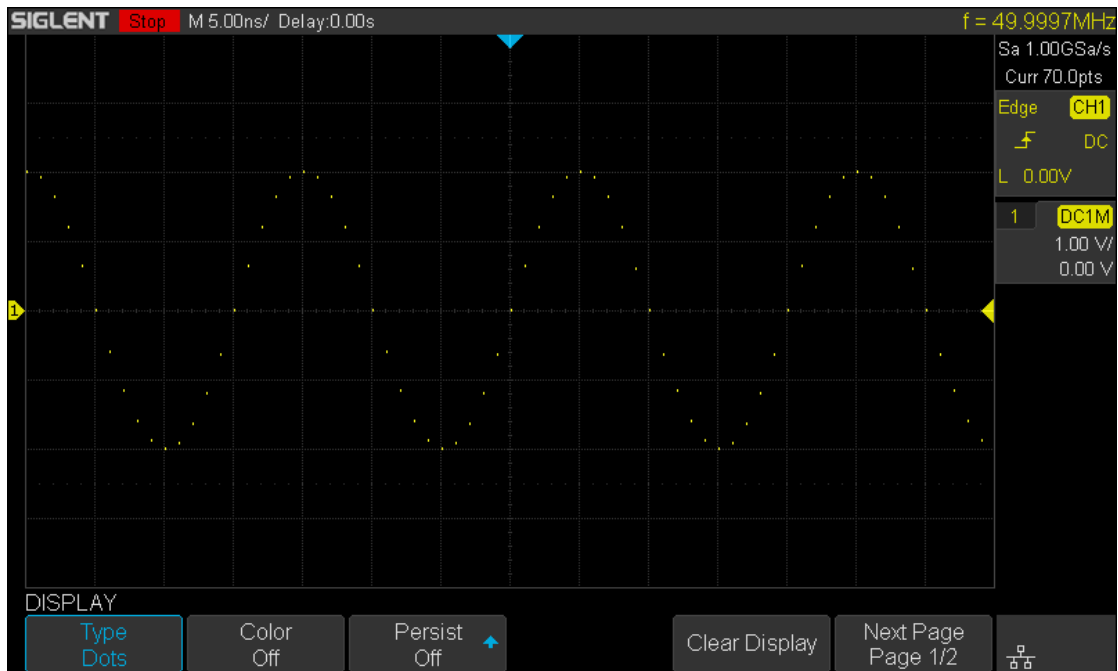 SIGLENT Stop M 5.00ns/ Delay:0.00s f = 49.9997MHz
Sa 1.00GSa/s
Curr 70.0pts
Edge CH1
DC
L 0.00V
1 DC1M
1.00 V/
0.00 V
1
DISPLAY
Type
Dots
Color
Off
Persist
Off
Clear Display
Next Page
Page 1/2